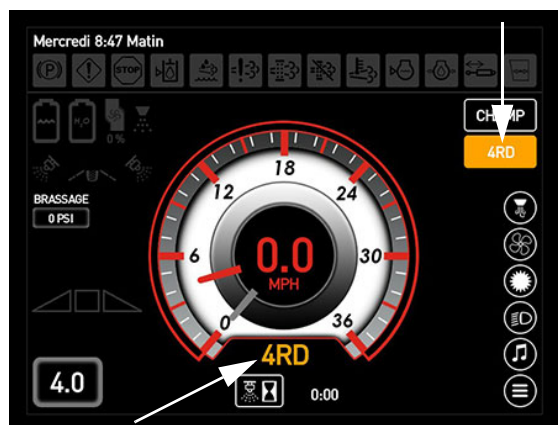 Mercredi 8:47 Matin
STOP
H₂O
0 %
CHAMP
4RD
BRASSAGE
0 PSI
0
6
12
18
24
30
36
0.0
MPH
4RD
4.0
0:00